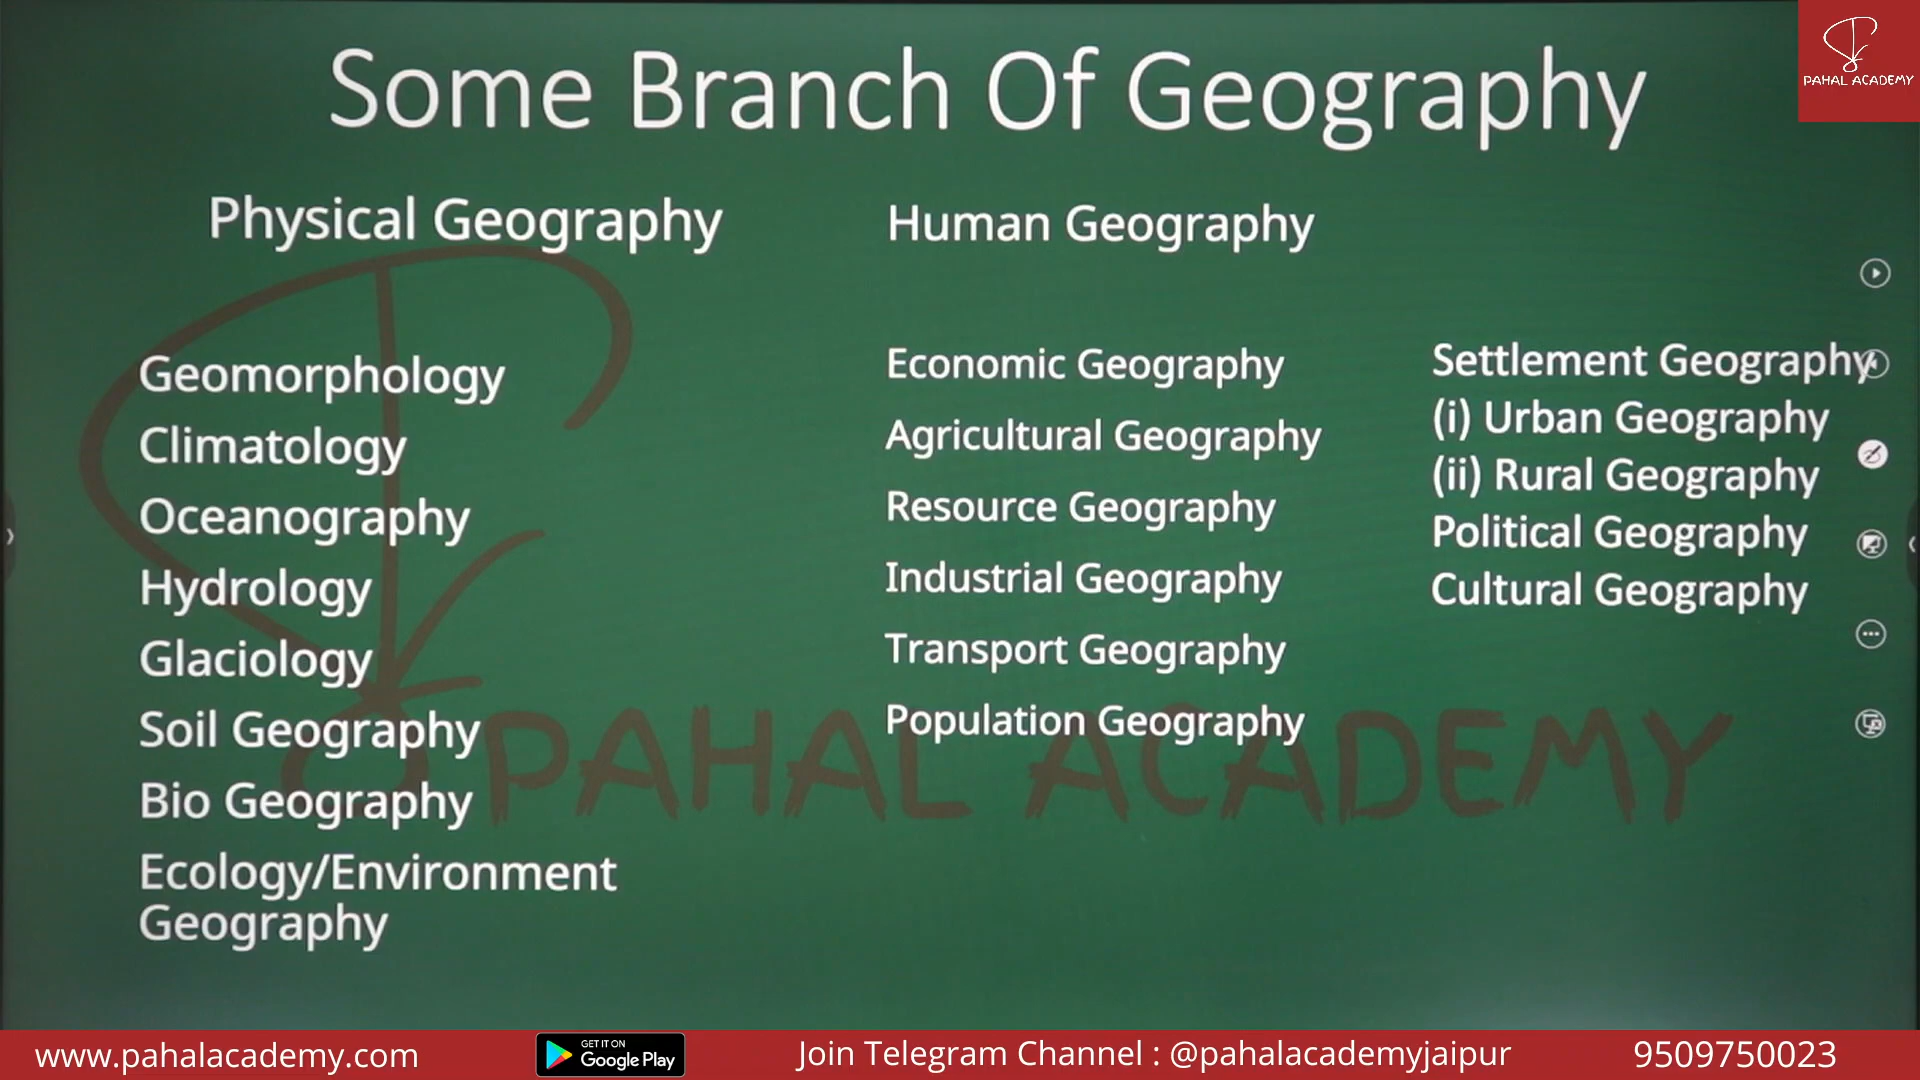 Some Branch Of Geography
PAHAL ACADEMY
Physical Geography
Geomorphology
Climatology
Oceanography
Hydrology
Glaciology
Soil Geography
Bio Geography
Ecology/Environment
Geography
Human Geography
Economic Geography
Agricultural Geography
Resource Geography
Industrial Geography
Transport Geography
Population Geography
Settlement Geography
(i) Urban Geography
(ii) Rural Geography
Political Geography
Cultural Geography
PAHAL ACADEMY
www.pahalacademy.com
GET IT ON
Google Play
Join Telegram Channel : @pahalacademyjaipur
9509750023